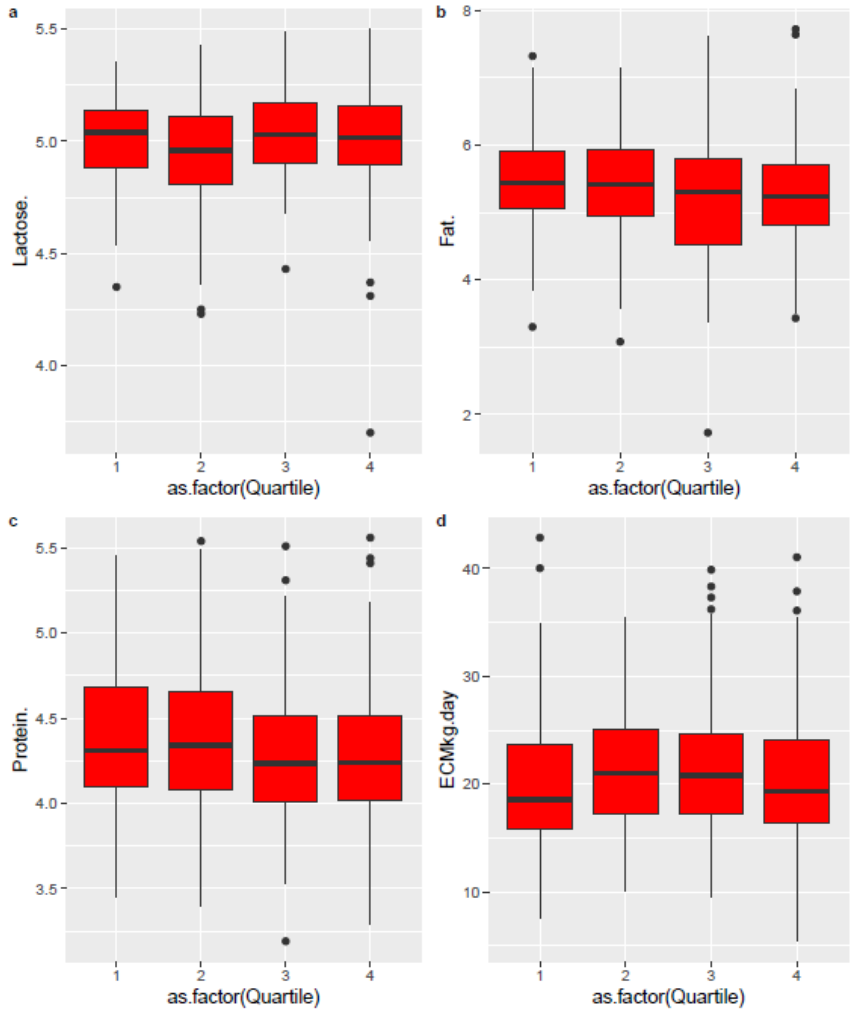 a
5.5
5.0
4.5
4.0
Lactose.
1 2 3 4
as.factor(Quartile)
b
8
6
4
2
Fat.
1 2 3 4
as.factor(Quartile)
c
5.5
5.0
4.5
4.0
3.5
Protein.
1 2 3 4
as.factor(Quartile)
d
40
30
20
10
ECMkg.day
1 2 3 4
as.factor(Quartile)